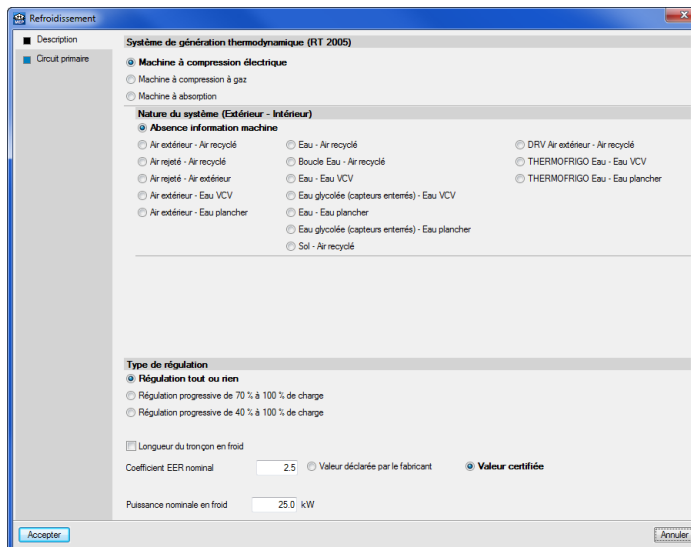 Refroidissement
Description
Circuit primaire
Système de génération thermodynamique (RT 2005)
Machine à compression électrique
Machine à compression à gaz
Machine à absorption
Nature du système (Extérieur - Intérieur)
Absence information machine
Air extérieur - Air recyclé
Air rejeté - Air recyclé
Air rejeté - Air extérieur
Air extérieur - Eau VCV
Air extérieur - Eau plancher
Eau - Air recyclé
Boucle Eau - Air recyclé
Eau - Eau VCV
Eau glycolée (capteurs enterrés) - Eau VCV
Eau - Eau plancher
Eau glycolée (capteurs enterrés) - Eau plancher
Sol - Air recyclé
DRV Air extérieur - Air recyclé
THERMOFRIGO Eau - Eau VCV
THERMOFRIGO Eau - Eau plancher
Type de régulation
Régulation tout ou rien
Régulation progressive de 70 % à 100 % de charge
Régulation progressive de 40 % à 100 % de charge
Longueur du tronçon en froid
Coefficient EER nominal 2.5 Valeur déclarée par le fabricant Valeur certifiée
Puissance nominale en froid 25.0 kW
Accepter Annuler